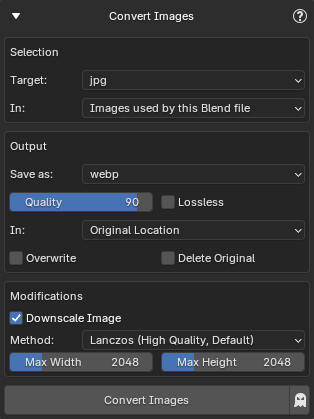 Convert Images ?
Selection
Target: jpg
In: Images used by this Blend file
Output
Save as: webp
Quality 90 Lossless
In: Original Location
Overwrite Delete Original
Modifications
Downscale Image
Method: Lanczos (High Quality, Default)
Max Width 2048 Max Height 2048
Convert Images